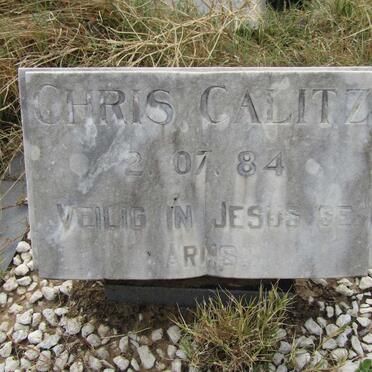 CHRIS CALITZ
2.07.84
VEILIG IN JESUS SE
ARMS.